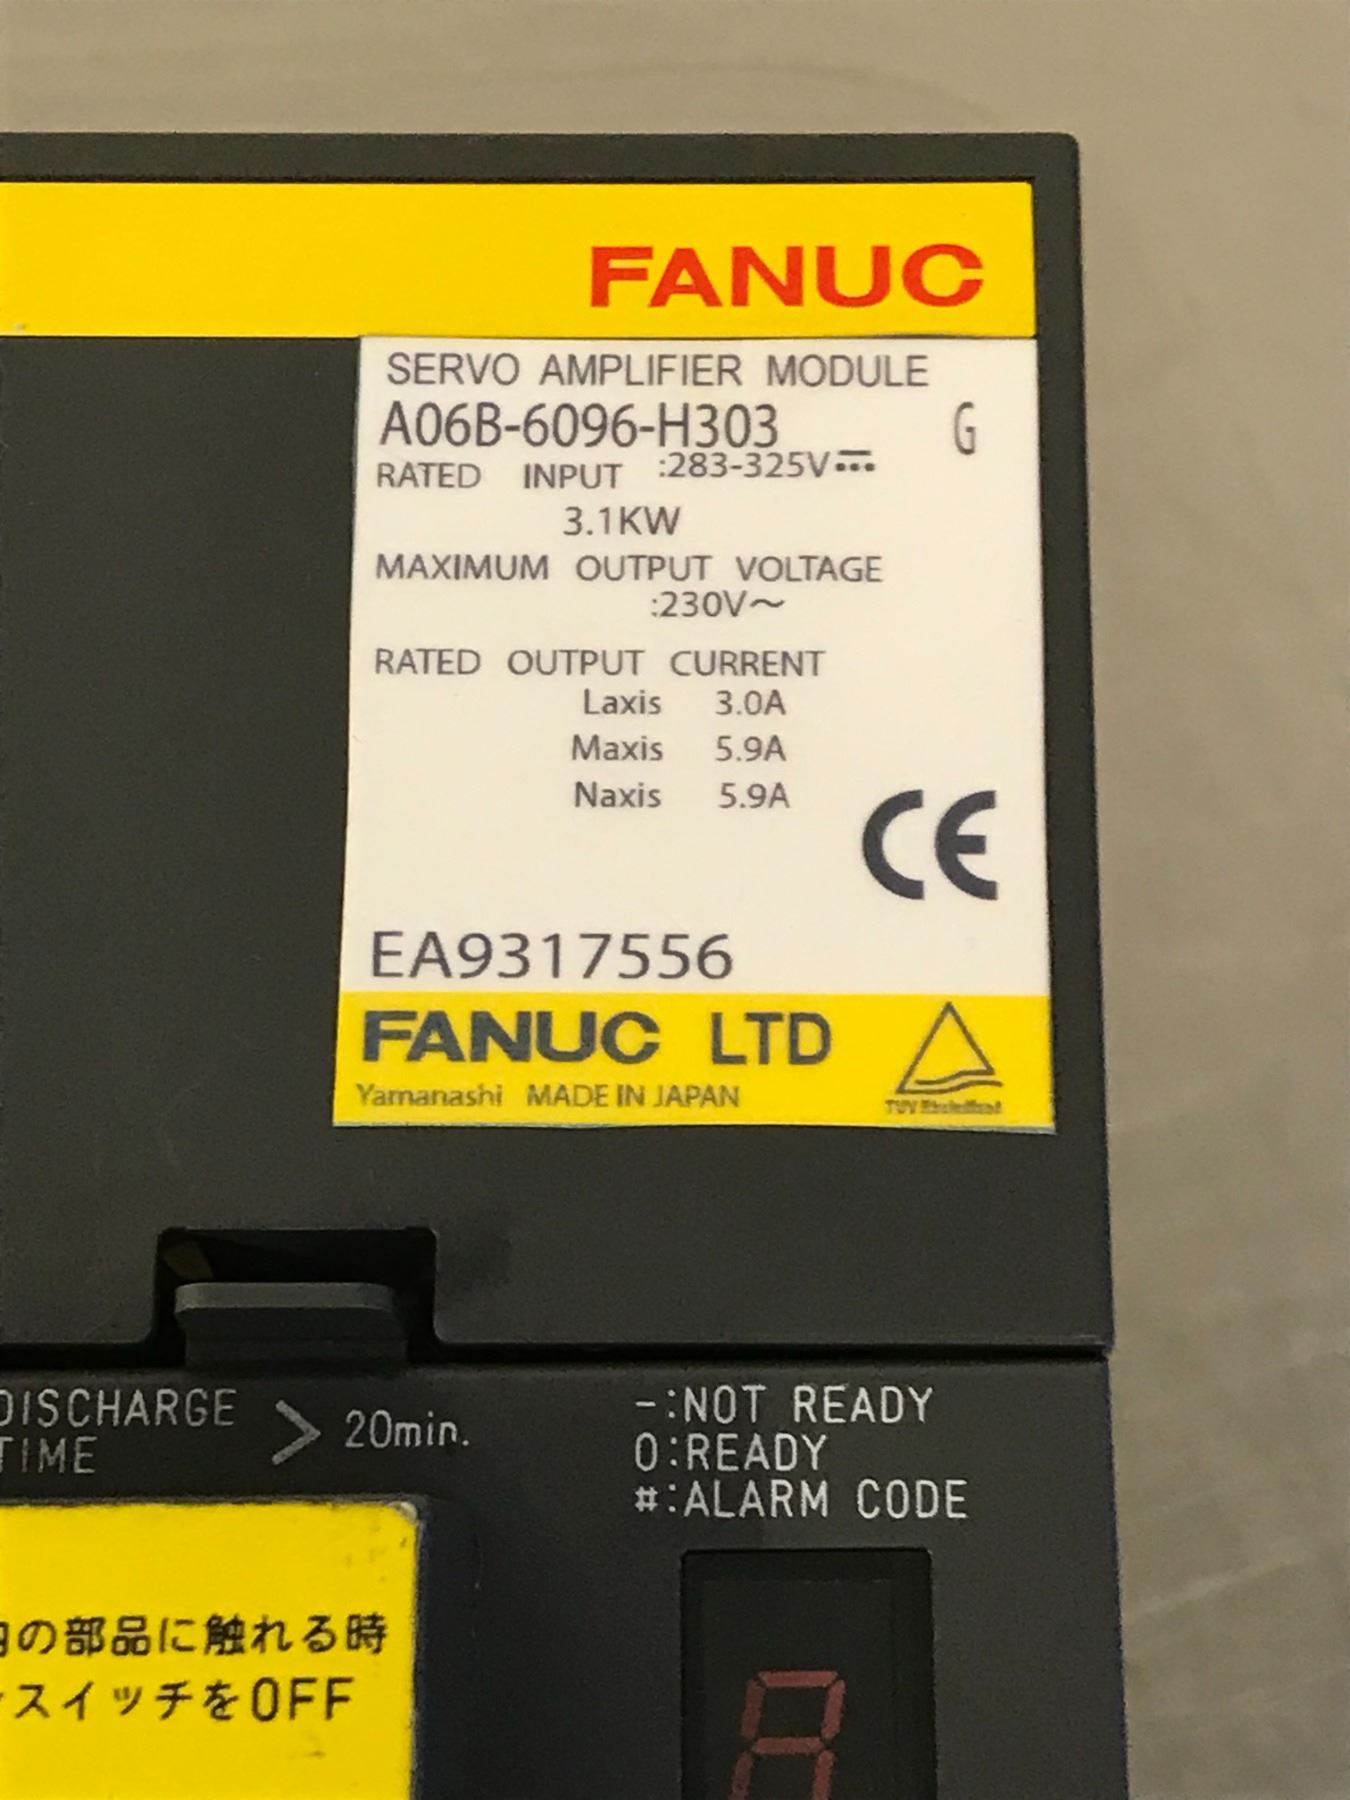 FANUC
SERVO AMPLIFIER MODULE
A06B-6096-H303 G
RATED INPUT :283-325V⎓
3.1KW
MAXIMUM OUTPUT VOLTAGE
:230V~
RATED OUTPUT CURRENT
Laxis 3.0A
Maxis 5.9A
Naxis 5.9A
CE
EA9317556
FANUC LTD
Yamanashi MADE IN JAPAN
TUV Rheinland
DISCHARGE
TIME
> 20min.
-:NOT READY
0:READY
#:ALARM CODE
の部品に触れる時
スイッチをOFF